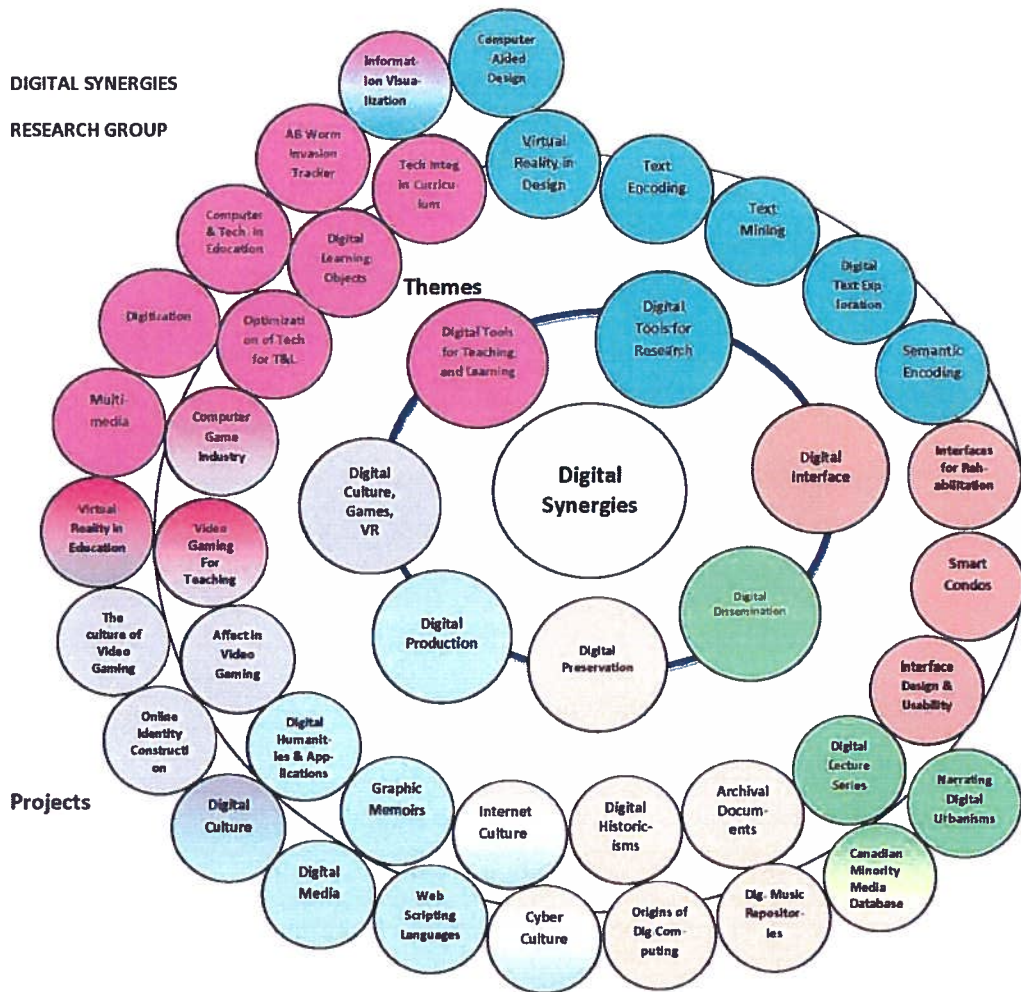 DIGITAL SYNERGIES
RESEARCH GROUP
Informat-
ion Visua-
lization
Computer
-Aided
Design
AB Worm
Invasion
Tracker
Tech Integ
in Curricu-
lum
Virtual
Reality in
Design
Text
Encoding
Text
Mining
Computer
& Tech. in
Education
Digital
Learning
Objects
Digital
Text Exp
location
Digitization
Optimizati
on of Tech
for T&L
Semantic
Encoding
Themes
Digital Tools
for Teaching
and Learning
Digital
Tools for
Research
Multi-
media
Computer
Game
Industry
Digital
Culture,
Games,
VR
Digital
Synergies
Digital
Interface
Interfaces
for Reh-
abilitation
Virtual
Reality in
Education
Video
Gaming
For
Teaching
Smart
Condos
The
culture of
Video
Gaming
Affect in
Video
Gaming
Digital
Production
Digital
Preservation
Digital
Dissemination
Interface
Design &
Usability
Online
Identity
Constructi
on
Digital
Humanit-
ies & App-
lications
Digital
Lecture
Series
Narrating
Digital
Urbanisms
Projects
Digital
Culture
Graphic
Memoirs
Internet
Culture
Digital
Historic-
isms
Archival
Docum-
ents
Canadian
Minority
Media
Database
Digital
Media
Web
Scripting
Languages
Cyber
Culture
Origins of
Dig Com-
puting
Dig. Music
Repositor-
ies